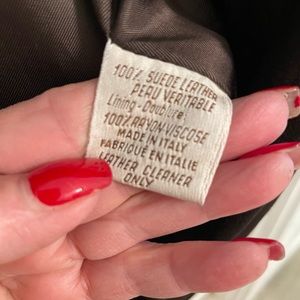 100% SUEDE LEATHER
PEAU VERITABLE
Lining-Doublure
100% RAYON-VISCOSE
MADE IN ITALY
FABRIQUE EN ITALIE
LEATHER CLEANER
ONLY